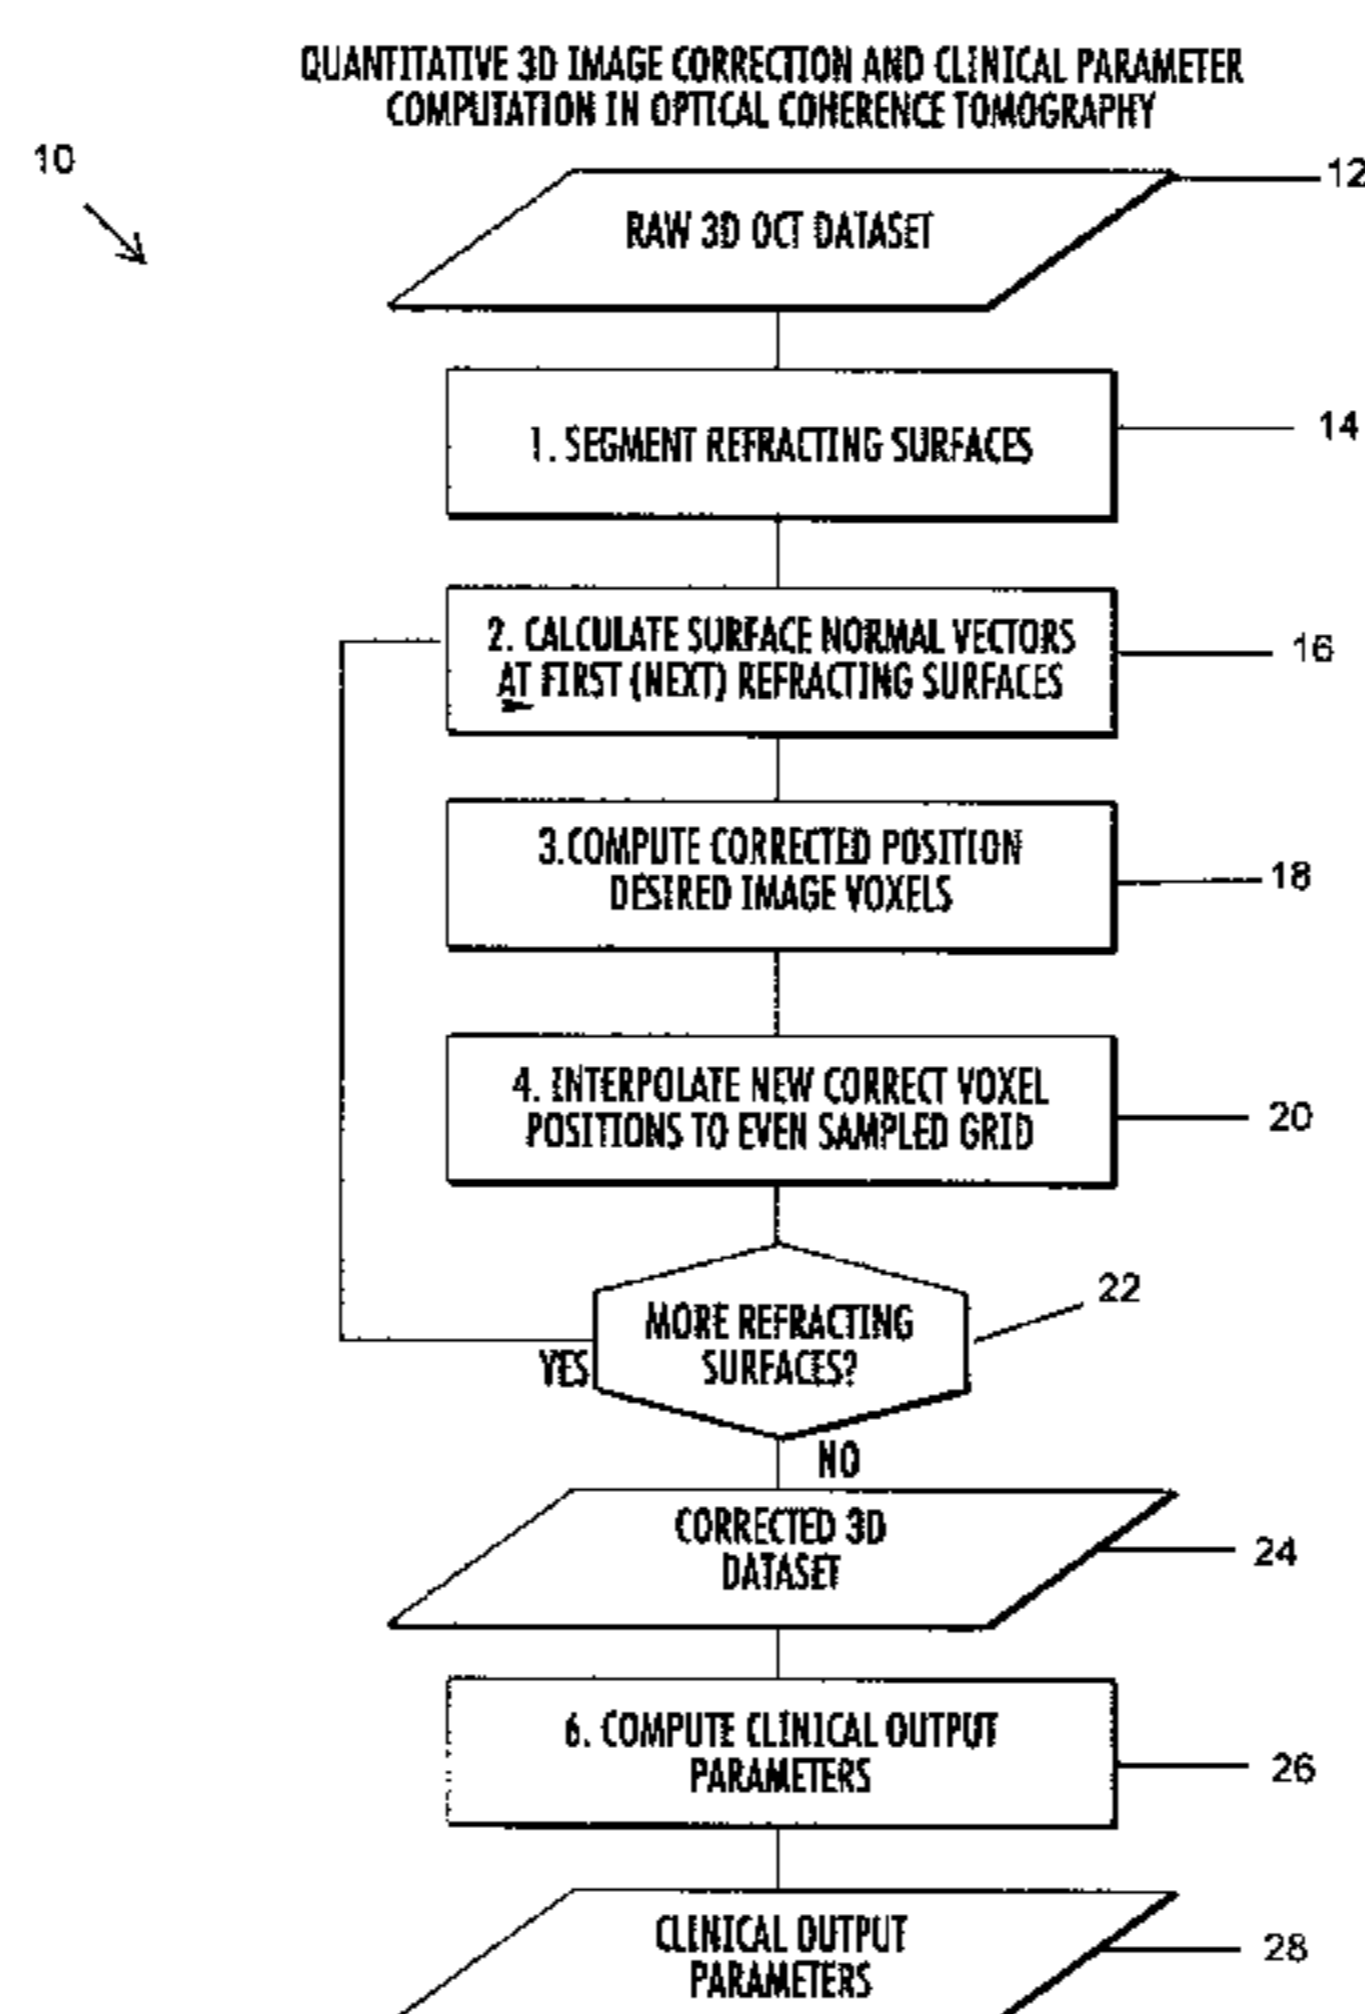 QUANTITATIVE 3D IMAGE CORRECTION AND CLINICAL PARAMETER
COMPUTATION IN OPTICAL COHERENCE TOMOGRAPHY
10
12
RAW 3D OCT DATASET
14
1. SEGMENT REFRACTING SURFACES
2. CALCULATE SURFACE NORMAL VECTORS
AT FIRST (NEXT) REFRACTING SURFACES
16
3.COMPUTE CORRECTED POSITION
DESIRED IMAGE VOXELS
18
4. INTERPOLATE NEW CORRECT VOXEL
POSITIONS TO EVEN SAMPLED GRID
20
22
MORE REFRACTING
SURFACES?
YES
NO
CORRECTED 3D
DATASET
24
6. COMPUTE CLINICAL OUTPUT
PARAMETERS
26
CLINICAL OUTPUT
PARAMETERS
28